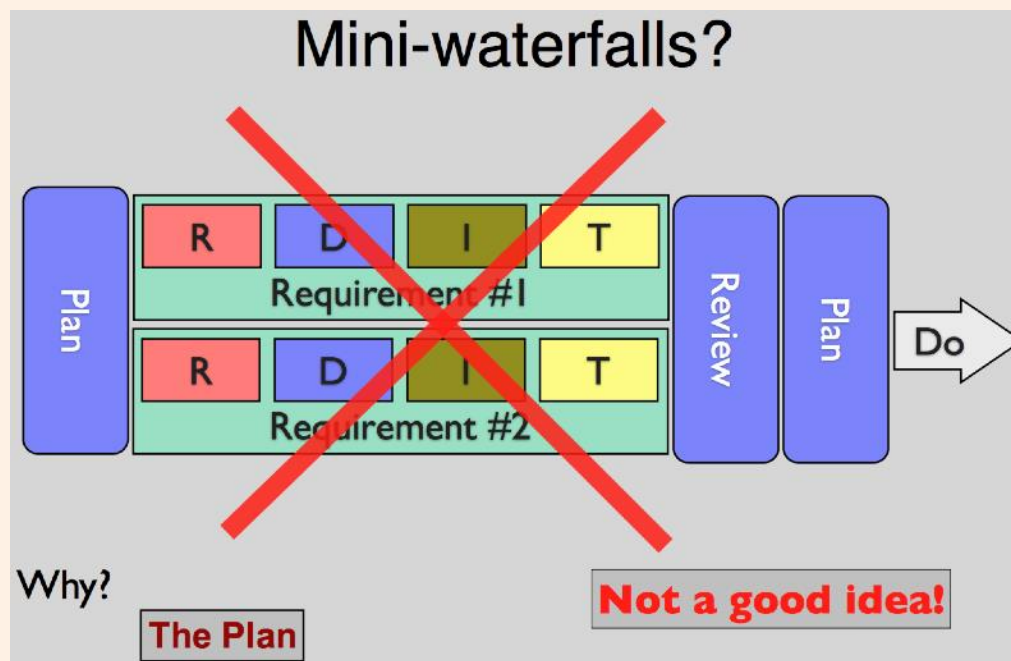 Mini-waterfalls?
Plan
R D I T
Requirement #1
R D I T
Requirement #2
Review
Plan
Do
Why?
Not a good idea!
The Plan